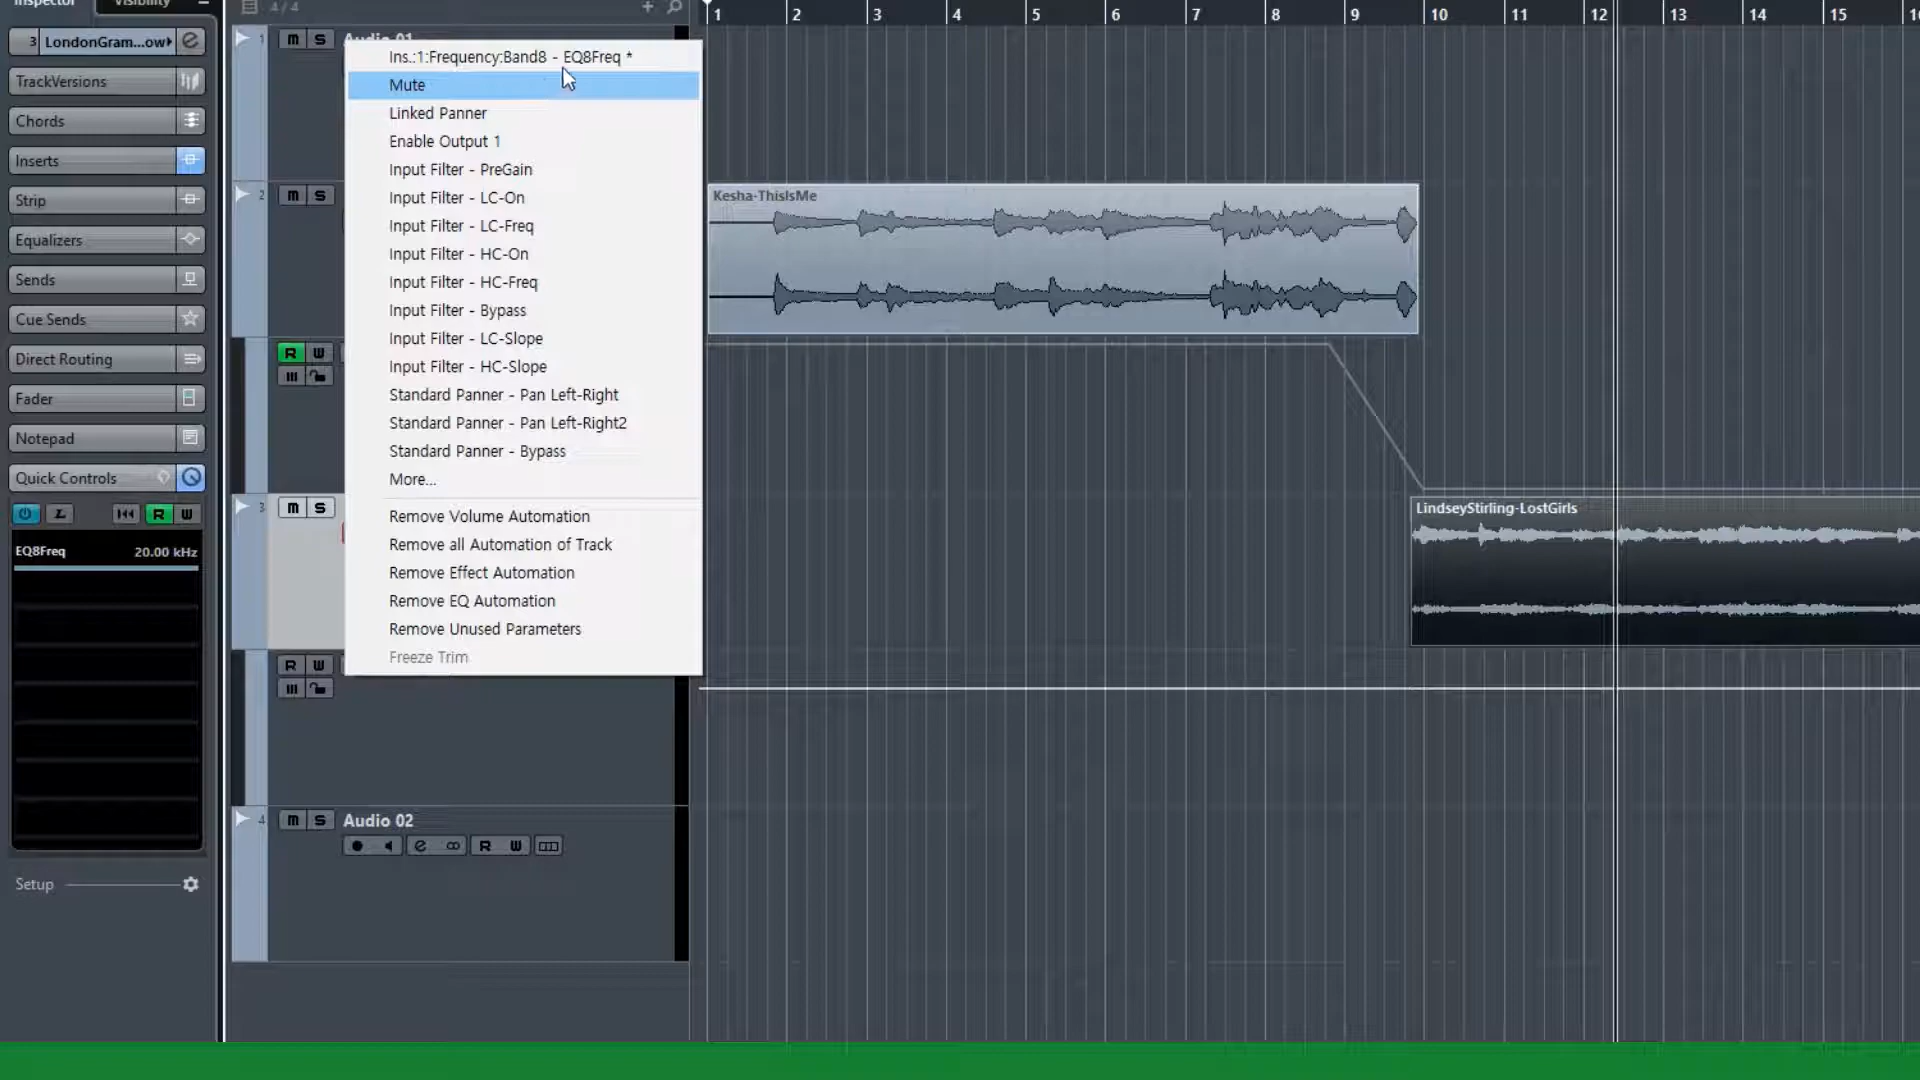 Inspector
Visibility
4 / 4
1 2 3 4 5 6 7 8 9 10 11 12 13 14 15
3 LondonGram...ow
TrackVersions
Chords
Inserts
Strip
Equalizers
Sends
Cue Sends
Direct Routing
Fader
Notepad
Quick Controls
R W
EQ8Freq 20.00 kHz
Setup
1 m S Audio 01
2 m S
R W
3 m S
R W
4 m S Audio 02
e R W
Ins.:1:Frequency:Band8 - EQ8Freq *
Mute
Linked Panner
Enable Output 1
Input Filter - PreGain
Input Filter - LC-On
Input Filter - LC-Freq
Input Filter - HC-On
Input Filter - HC-Freq
Input Filter - Bypass
Input Filter - LC-Slope
Input Filter - HC-Slope
Standard Panner - Pan Left-Right
Standard Panner - Pan Left-Right2
Standard Panner - Bypass
More...
Remove Volume Automation
Remove all Automation of Track
Remove Effect Automation
Remove EQ Automation
Remove Unused Parameters
Freeze Trim
Kesha-ThisIsMe
LindseyStirling-LostGirls